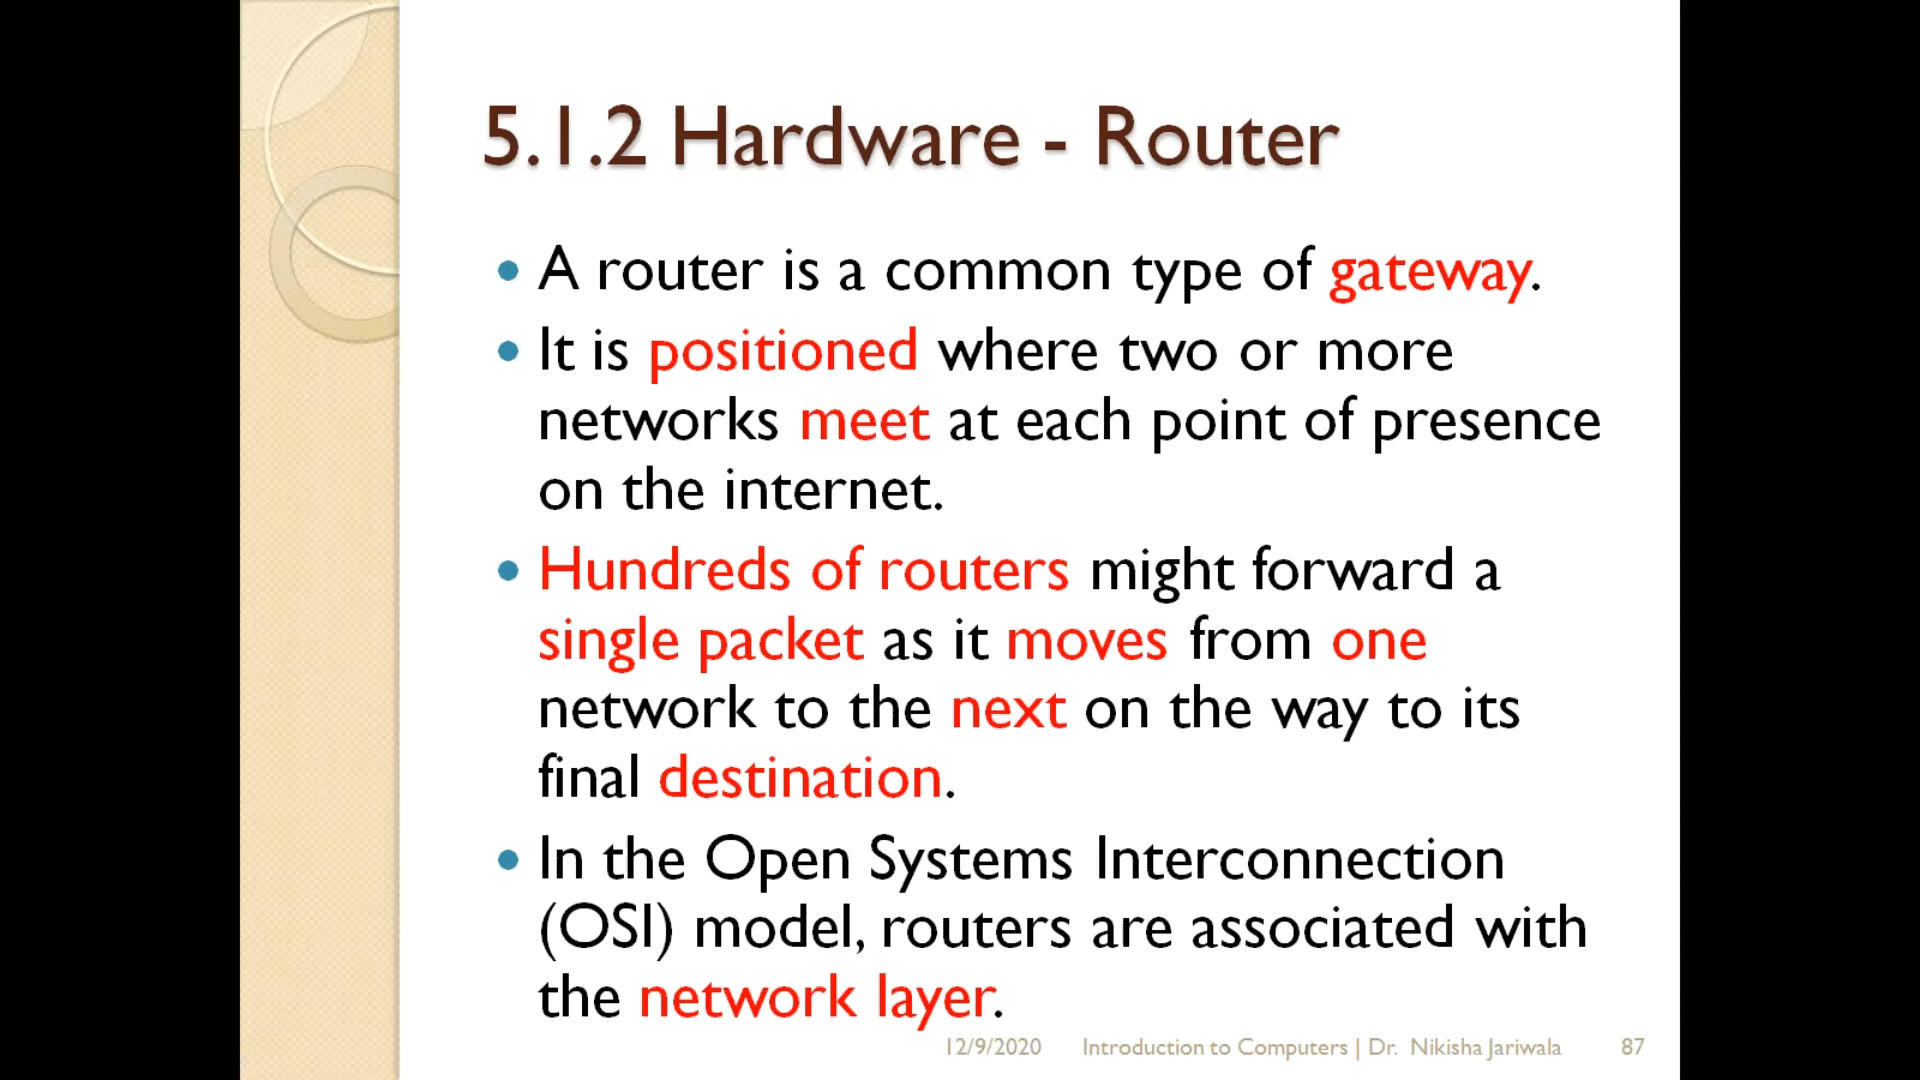 5.1.2 Hardware - Router
• A router is a common type of gateway.
• It is positioned where two or more
networks meet at each point of presence
on the internet.
• Hundreds of routers might forward a
single packet as it moves from one
network to the next on the way to its
final destination.
• In the Open Systems Interconnection
(OSI) model, routers are associated with
the network layer.
12/9/2020 Introduction to Computers | Dr. Nikisha Jariwala 87